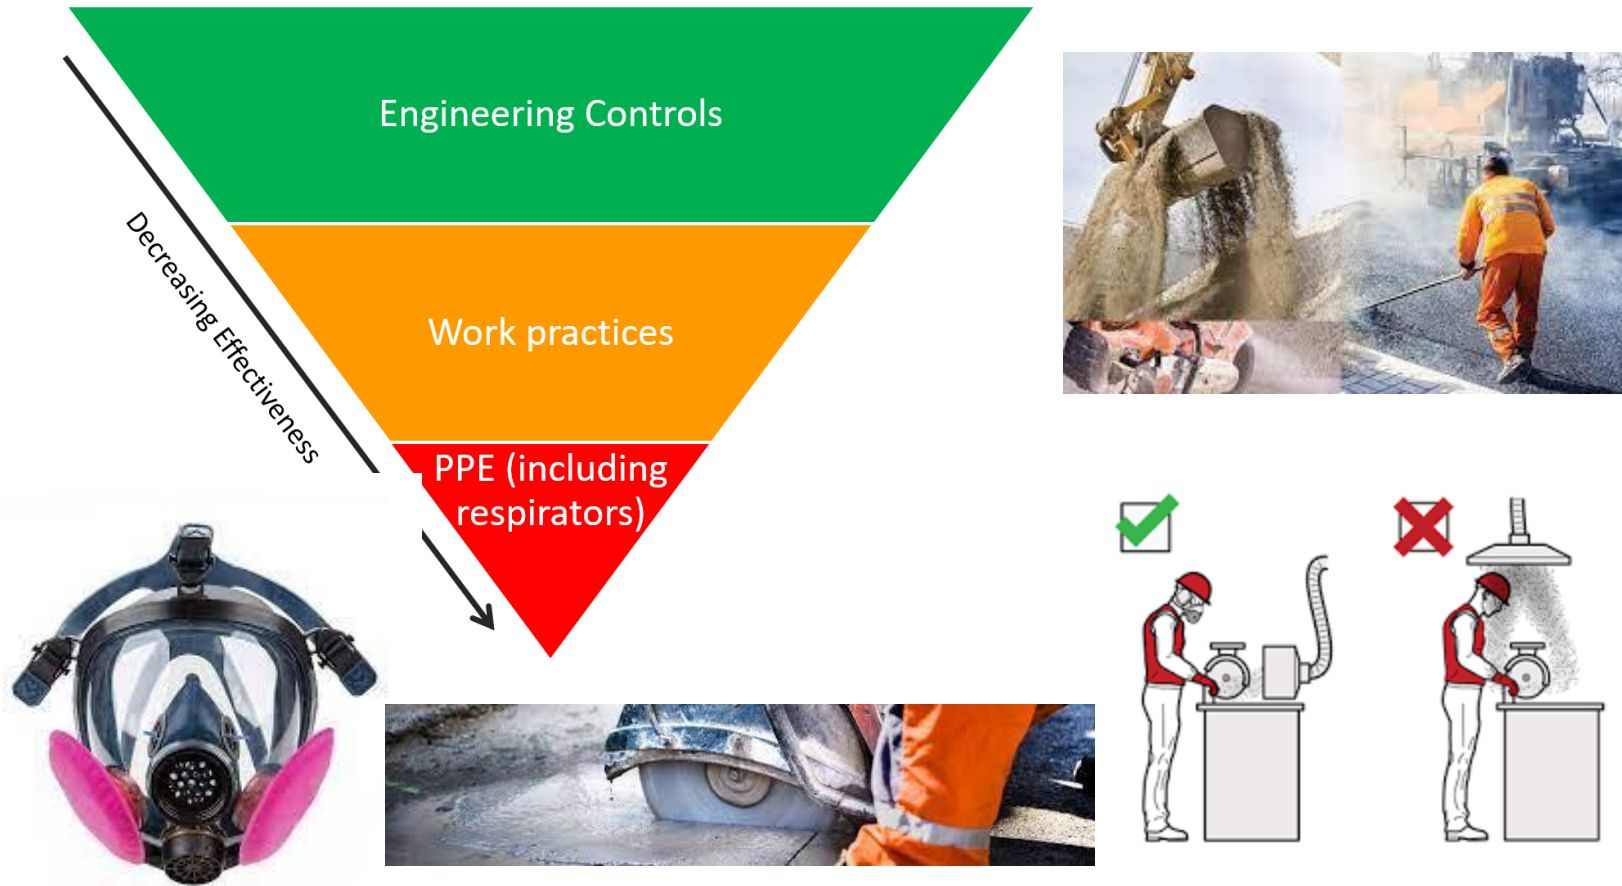 Engineering Controls
Decreasing Effectiveness
Work practices
PPE (including
respirators)